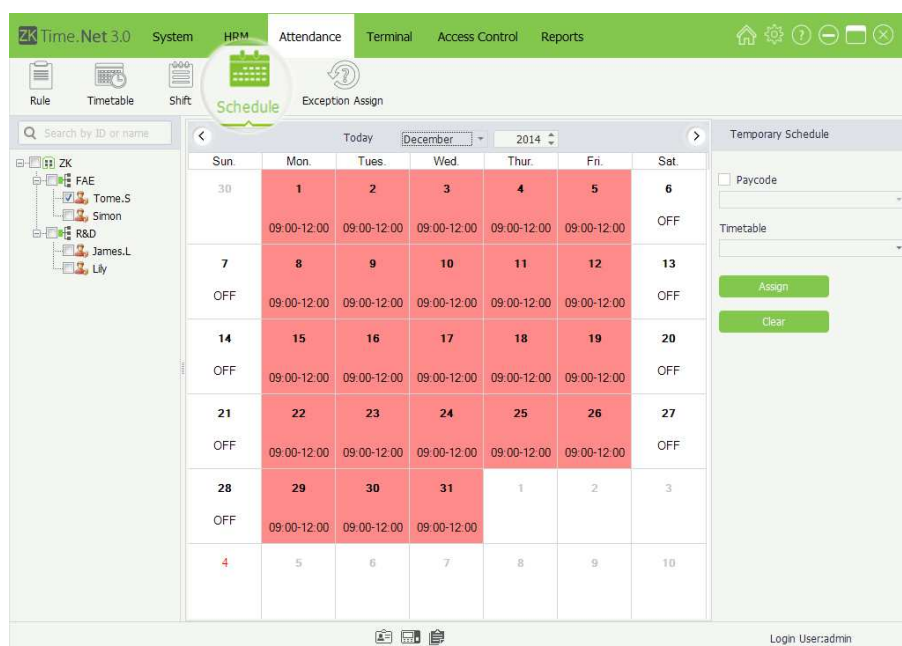 ZK Time.Net 3.0 System HRM Attendance Terminal Access Control Reports
Rule Timetable Shift Schedule Exception Assign
Search by ID or name
ZK
FAE
Tome.S
Simon
R&D
James.L
Lily
Today December 2014
Sun. Mon. Tues. Wed. Thur. Fri. Sat.
30 1 2 3 4 5 6
09:00-12:00 09:00-12:00 09:00-12:00 09:00-12:00 09:00-12:00 OFF
7 8 9 10 11 12 13
OFF 09:00-12:00 09:00-12:00 09:00-12:00 09:00-12:00 09:00-12:00 OFF
14 15 16 17 18 19 20
OFF 09:00-12:00 09:00-12:00 09:00-12:00 09:00-12:00 09:00-12:00 OFF
21 22 23 24 25 26 27
OFF 09:00-12:00 09:00-12:00 09:00-12:00 09:00-12:00 09:00-12:00 OFF
28 29 30 31 1 2 3
OFF 09:00-12:00 09:00-12:00 09:00-12:00
4 5 6 7 8 9 10
Temporary Schedule
Paycode
Timetable
Assign
Clear
Login User:admin